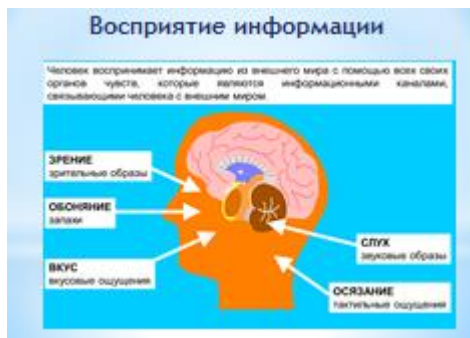 Восприятие информации
Человек воспринимает информацию из внешнего мира с помощью всех своих
органов чувств, которые являются информационными каналами,
связывающими человека с внешним миром.
ЗРЕНИЕ
зрительные образы
ОБОНЯНИЕ
запахи
ВКУС
вкусовые ощущения
СЛУХ
звуковые образы
ОСЯЗАНИЕ
тактильные ощущения